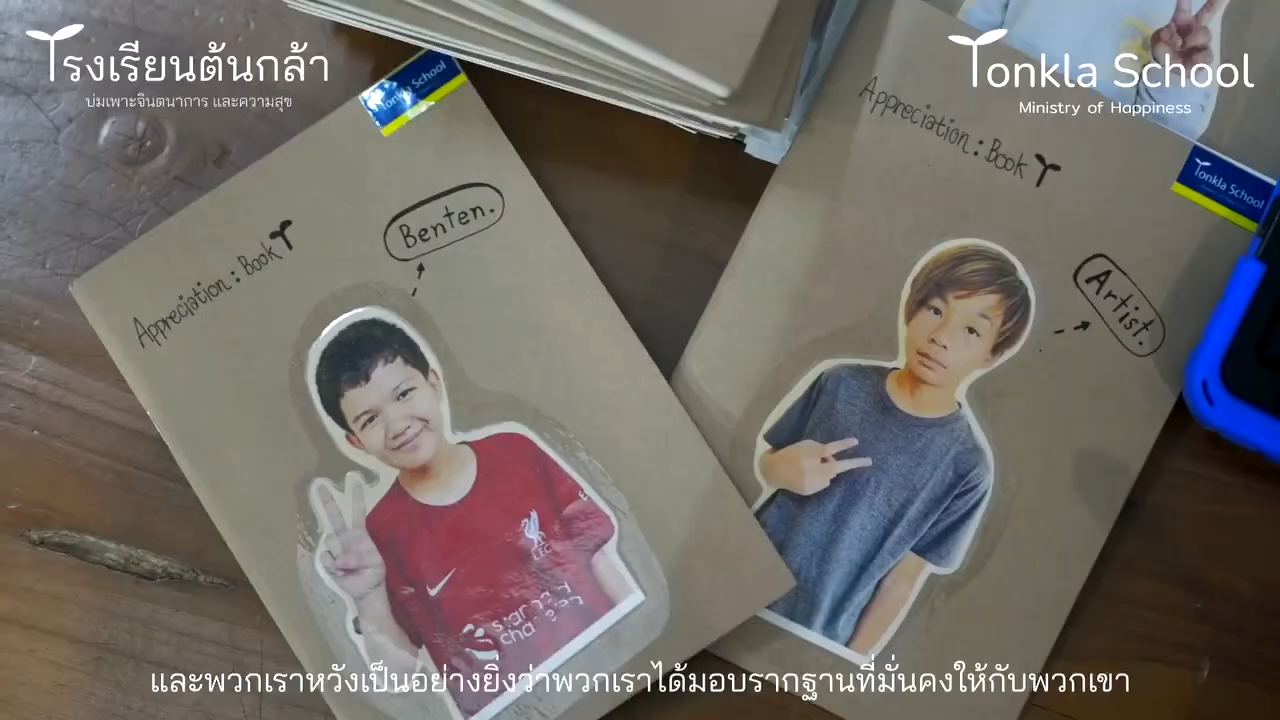 โรงเรียนต้นกล้า
บ่มเพาะจินตนาการ และความสุข
Tonkla School
Ministry of Happiness
Tonkla School
Appreciation : Book
Benten.
Appreciation : Book
Tonkla School
Artist.
LFC
และพวกเราหวังเป็นอย่างยิ่งว่าพวกเราได้มอบรากฐานที่มั่นคงให้กับพวกเขา